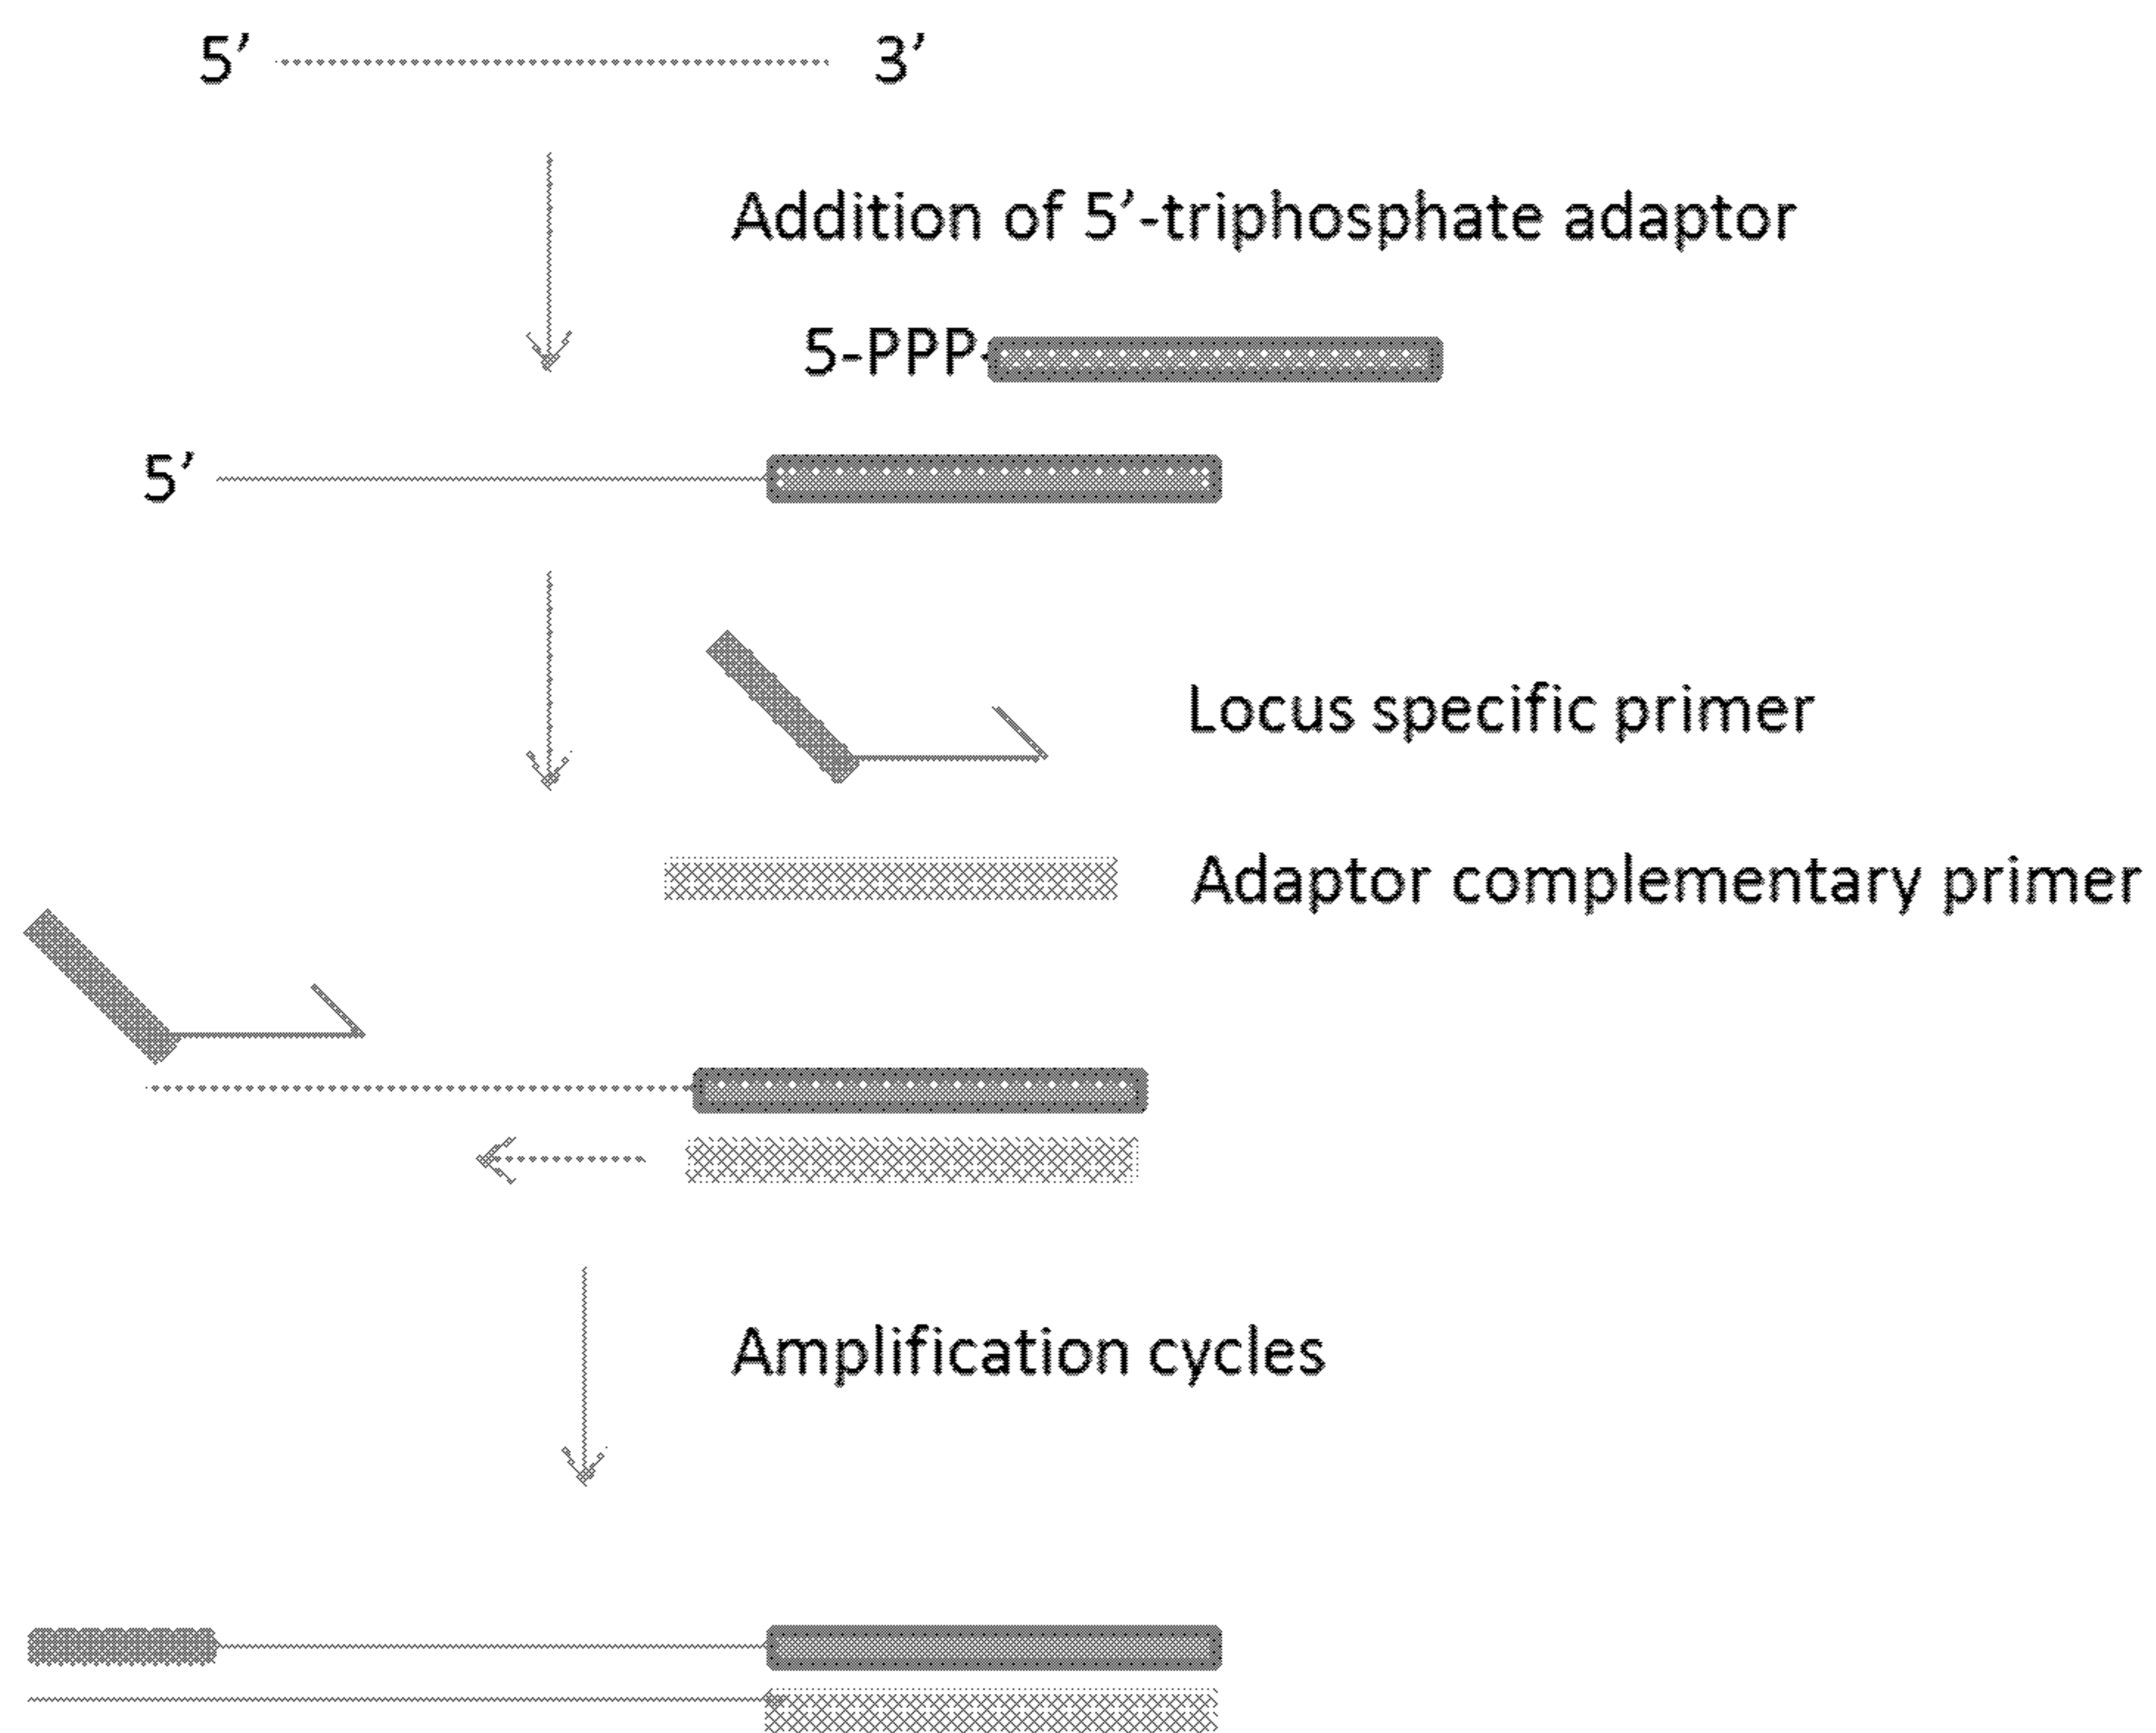 5’ 3’
Addition of 5’-triphosphate adaptor
5-PPP-
5’
Locus specific primer
Adaptor complementary primer
Amplification cycles